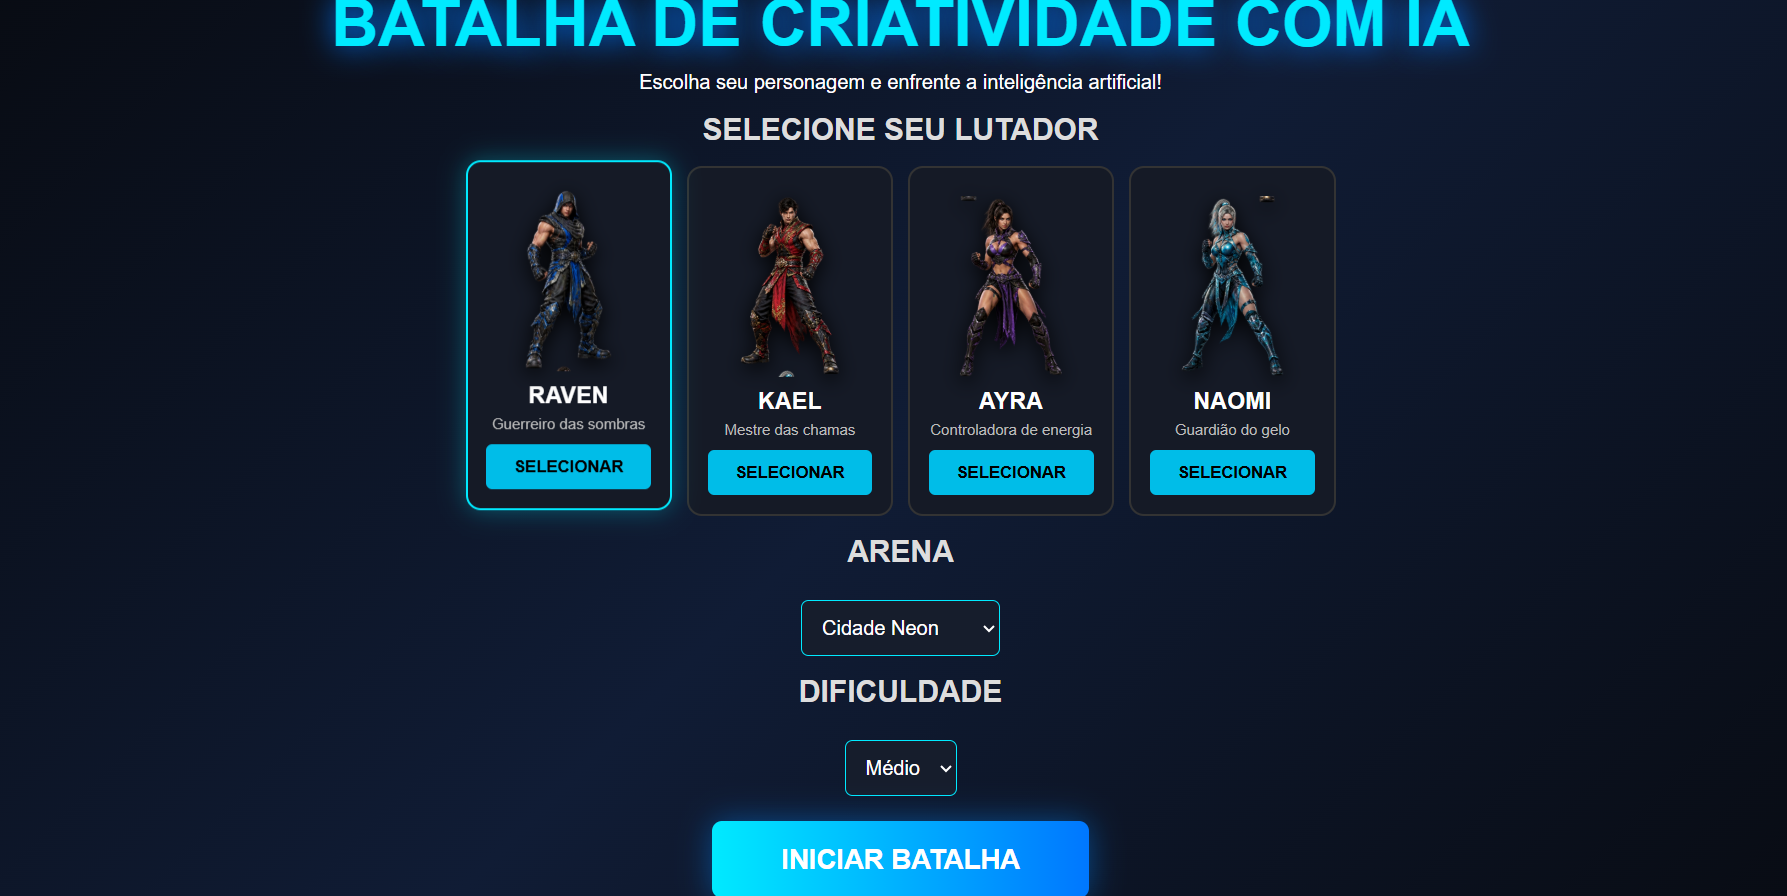 BATALHA DE CRIATIVIDADE COM IA
Escolha seu personagem e enfrente a inteligência artificial!
SELECIONE SEU LUTADOR
RAVEN
Guerreiro das sombras
SELECIONAR
KAEL
Mestre das chamas
SELECIONAR
AYRA
Controladora de energia
SELECIONAR
NAOMI
Guardião do gelo
SELECIONAR
ARENA
Cidade Neon
DIFICULDADE
Médio
INICIAR BATALHA